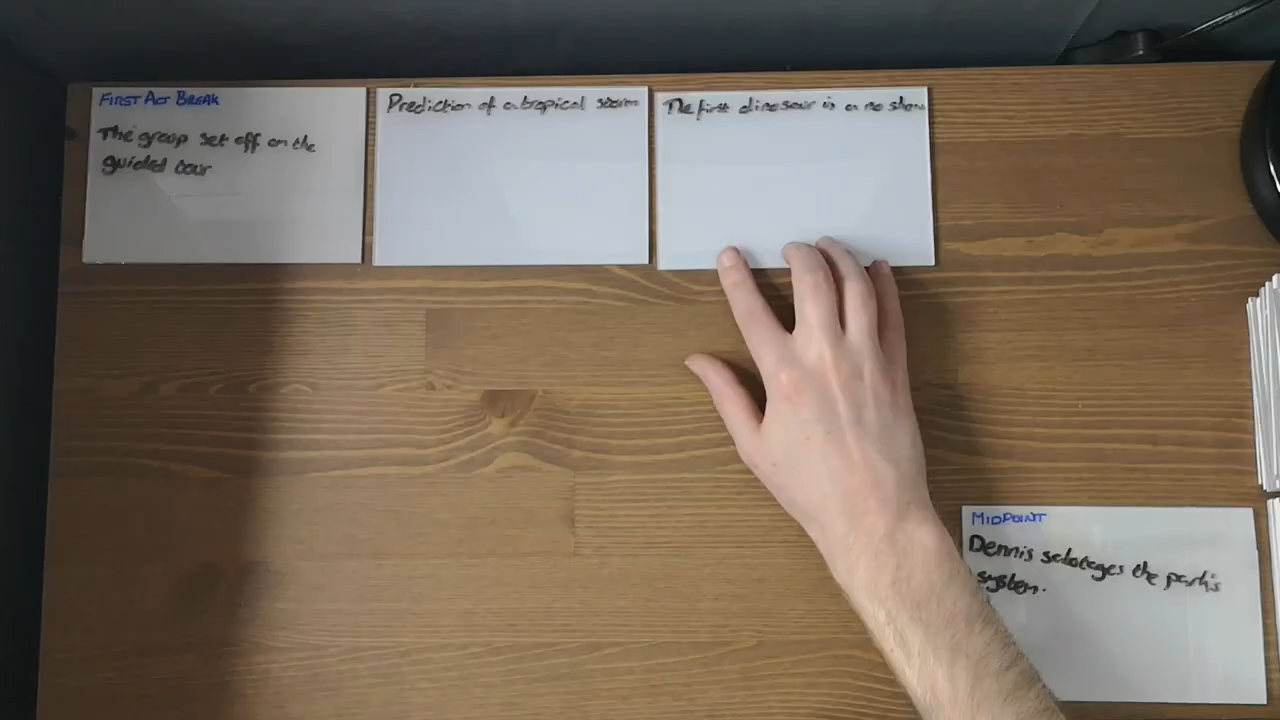 FIRST ACT BREAK
The group set off on the
guided tour
Prediction of a tropical storm
The first dinosaur is a no show
MIDPOINT
Dennis sabotages the park's
system.